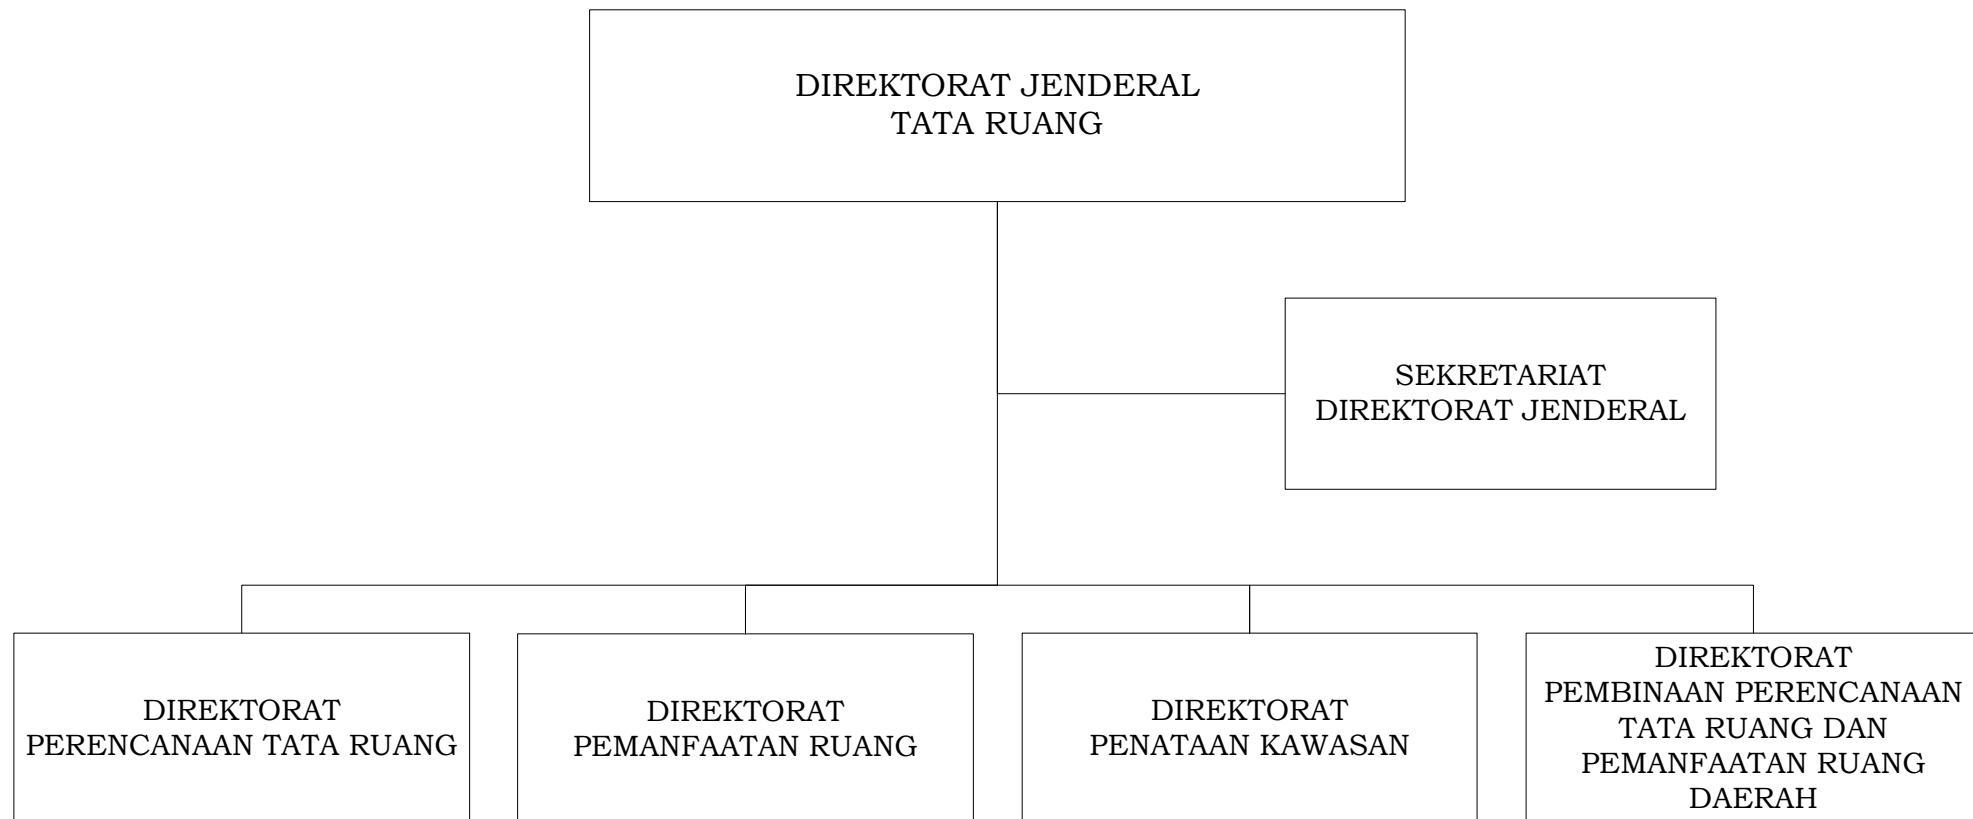 DIREKTORAT JENDERAL
TATA RUANG
SEKRETARIAT
DIREKTORAT JENDERAL
DIREKTORAT
PERENCANAAN TATA RUANG
DIREKTORAT
PEMANFAATAN RUANG
DIREKTORAT
PENATAAN KAWASAN
DIREKTORAT
PEMBINAAN PERENCANAAN
TATA RUANG DAN
PEMANFAATAN RUANG
DAERAH